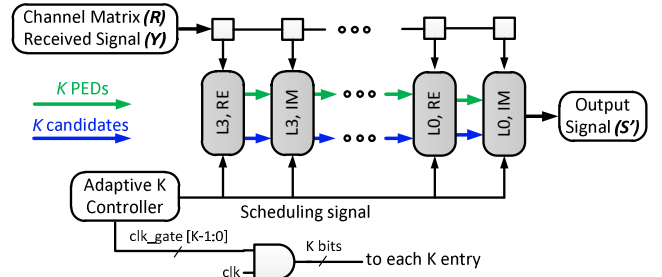 Channel Matrix (R)
Received Signal (Y)
K PEDs
K candidates
L3, RE
L3, IM
L0, RE
L0, IM
Output
Signal (S')
Adaptive K
Controller
Scheduling signal
clk_gate [K-1:0]
clk
K bits
to each K entry